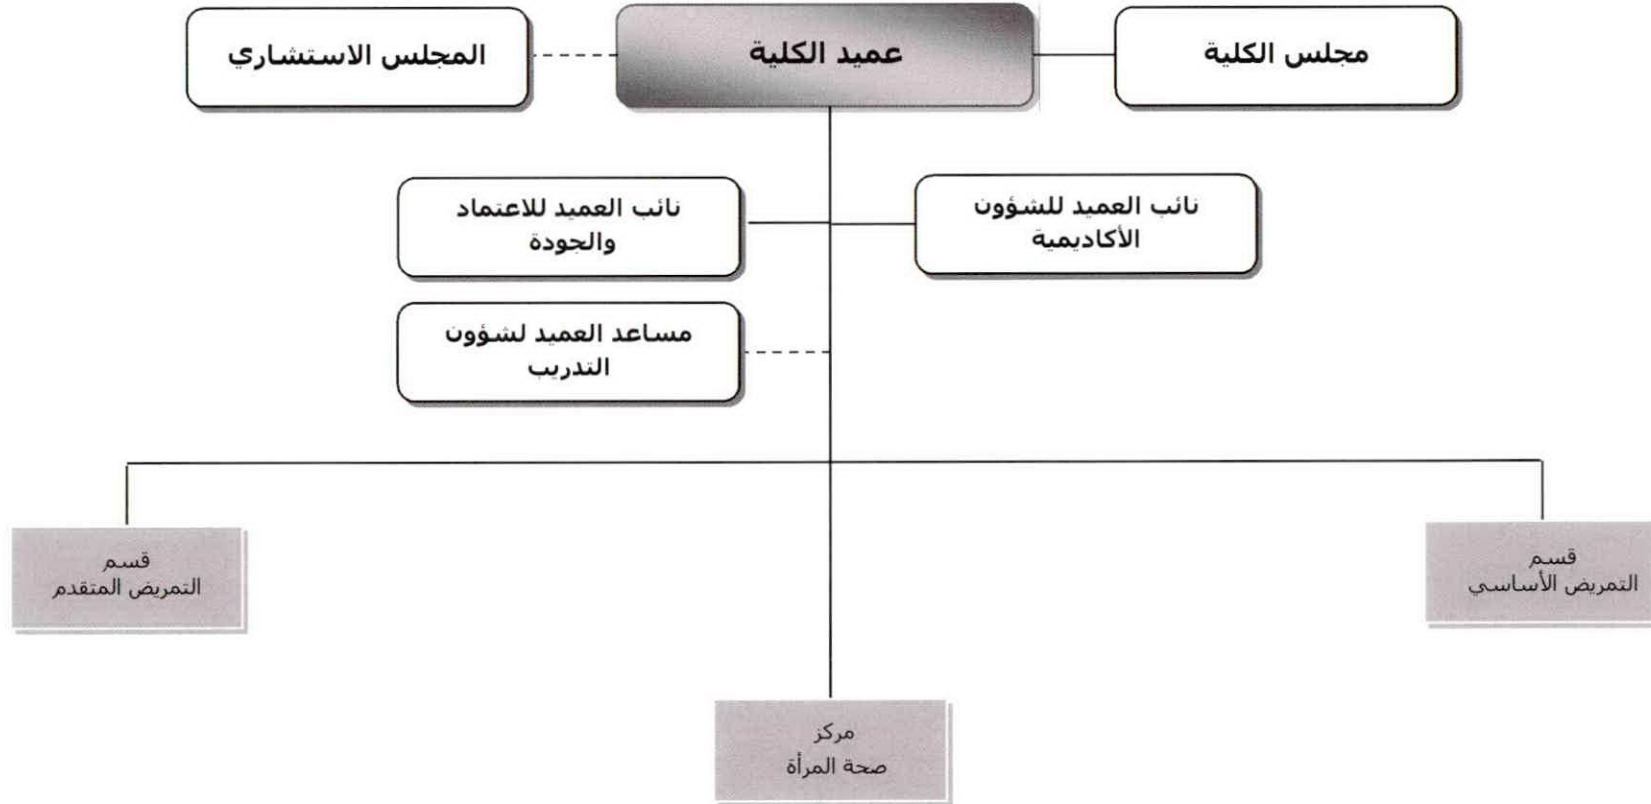 مجلس الكلية
عميد الكلية
المجلس الاستشاري
نائب العميد للشؤون
الأكاديمية
نائب العميد للاعتماد
والجودة
مساعد العميد لشؤون
التدريب
قسم
التمريض الأساسي
قسم
التمريض المتقدم
مركز
صحة المرأة